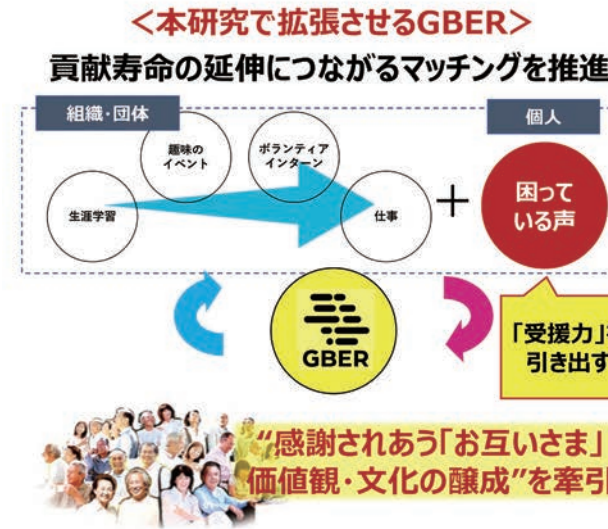 ＜本研究で拡張させるGBER＞
貢献寿命の延伸につながるマッチングを推進
組織・団体
個人
趣味の
イベント
ボランティア
インターン
生涯学習
仕事
+
困って
いる声
GBER
「受援力」
引き出す
“感謝されあう「お互いさま」
価値観・文化の醸成”を牽引